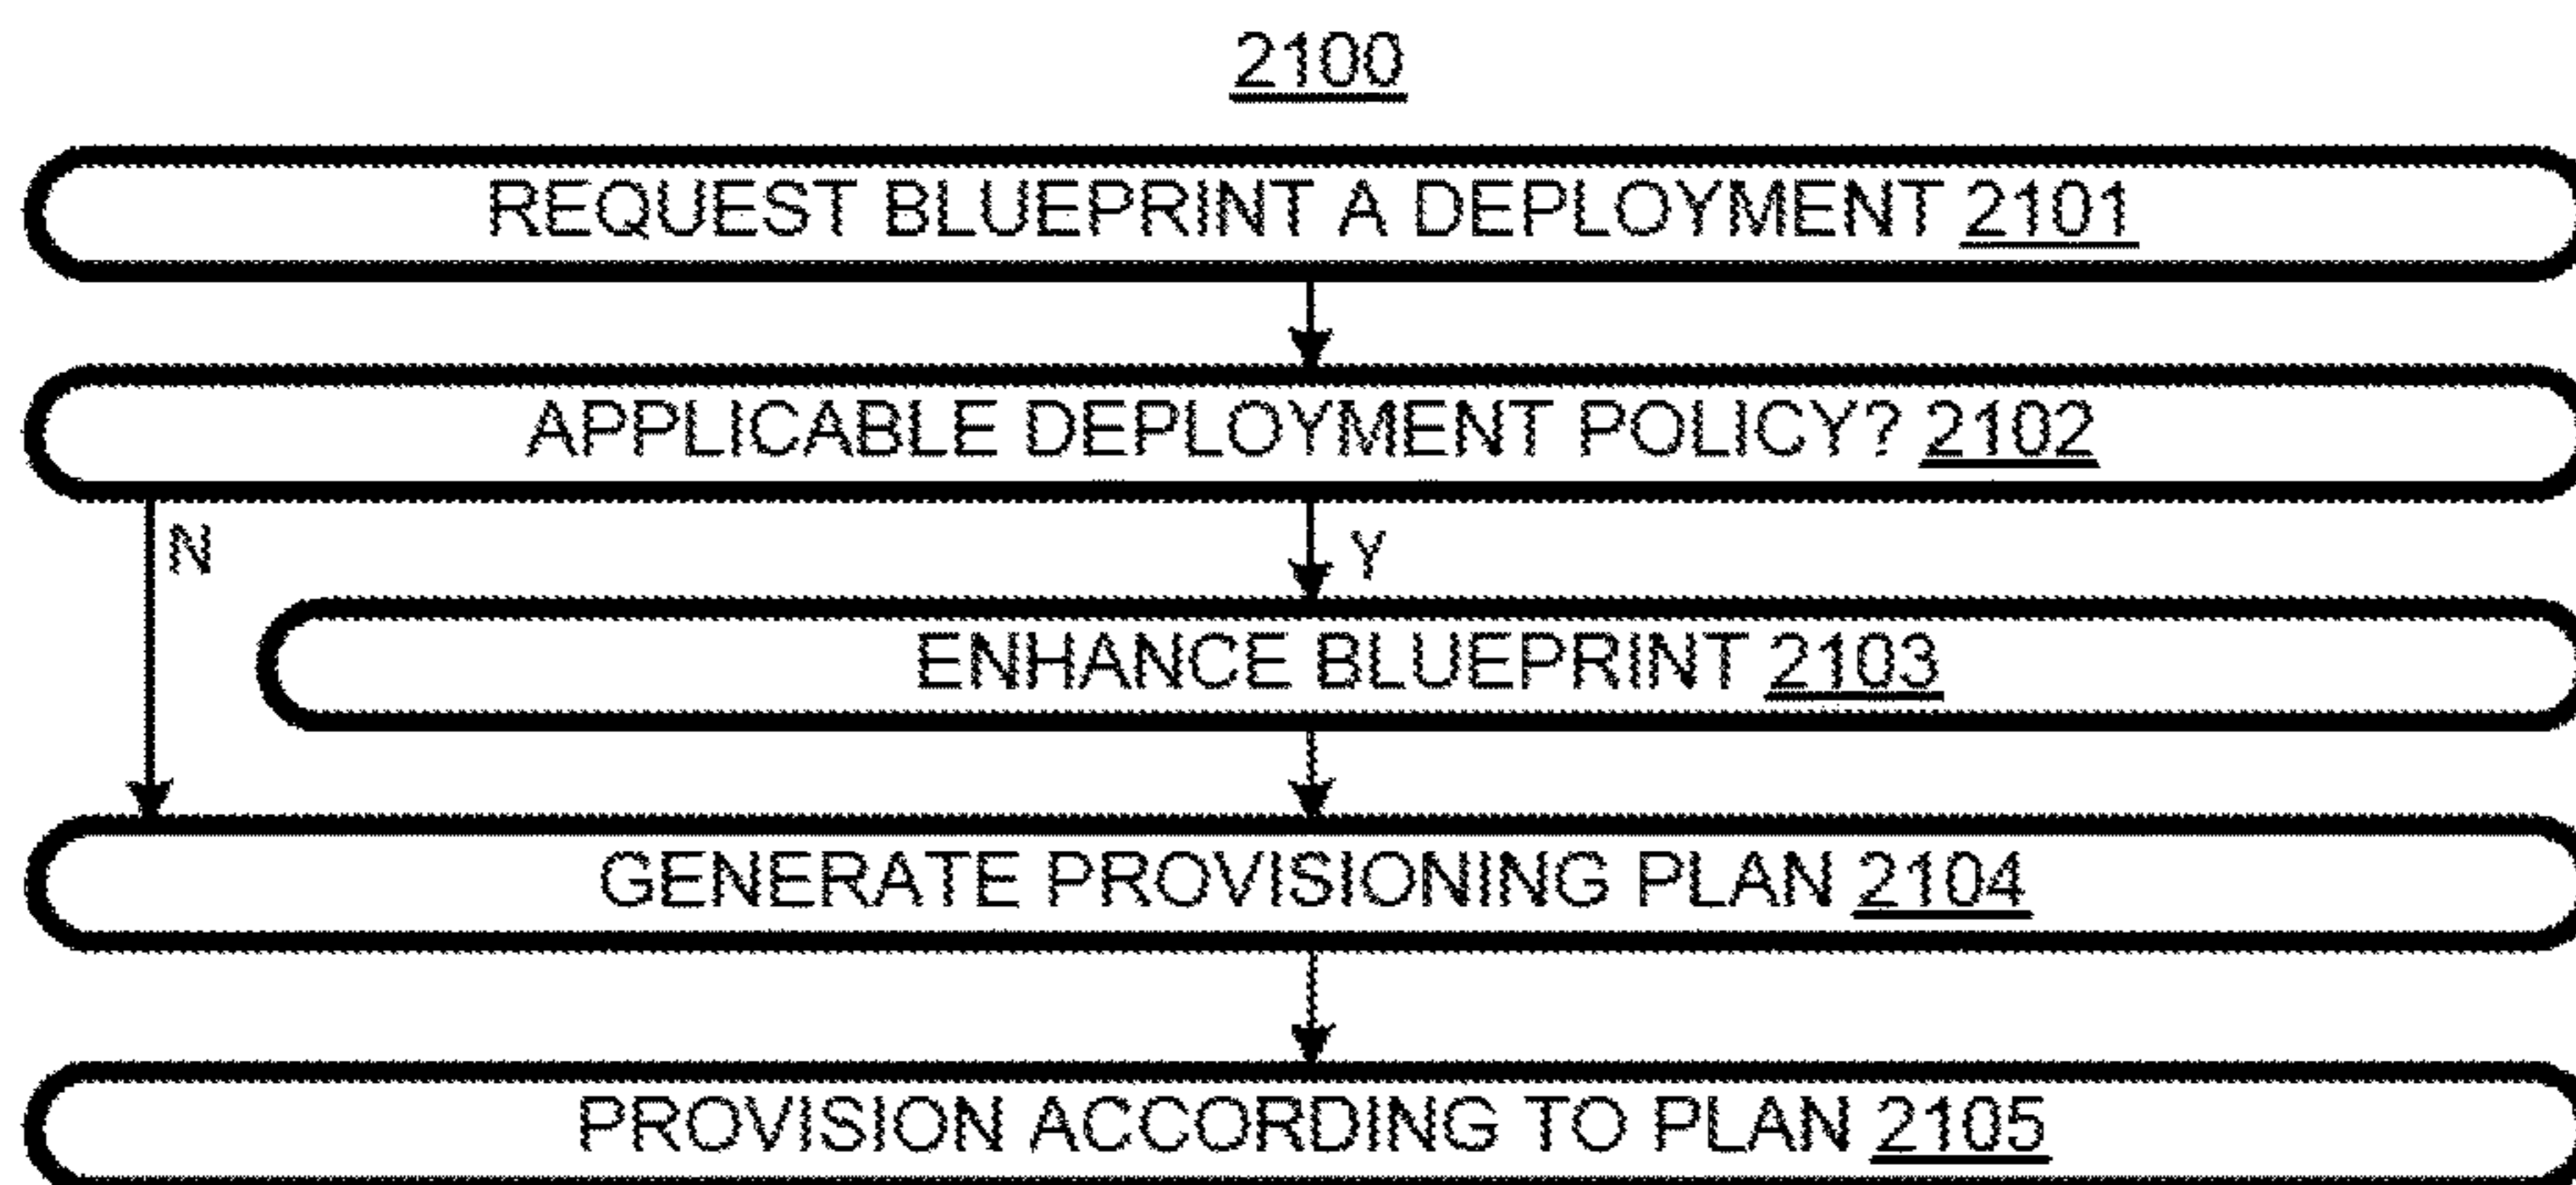 2100
REQUEST BLUEPRINT A DEPLOYMENT 2101
APPLICABLE DEPLOYMENT POLICY? 2102
N
Y
ENHANCE BLUEPRINT 2103
GENERATE PROVISIONING PLAN 2104
PROVISION ACCORDING TO PLAN 2105